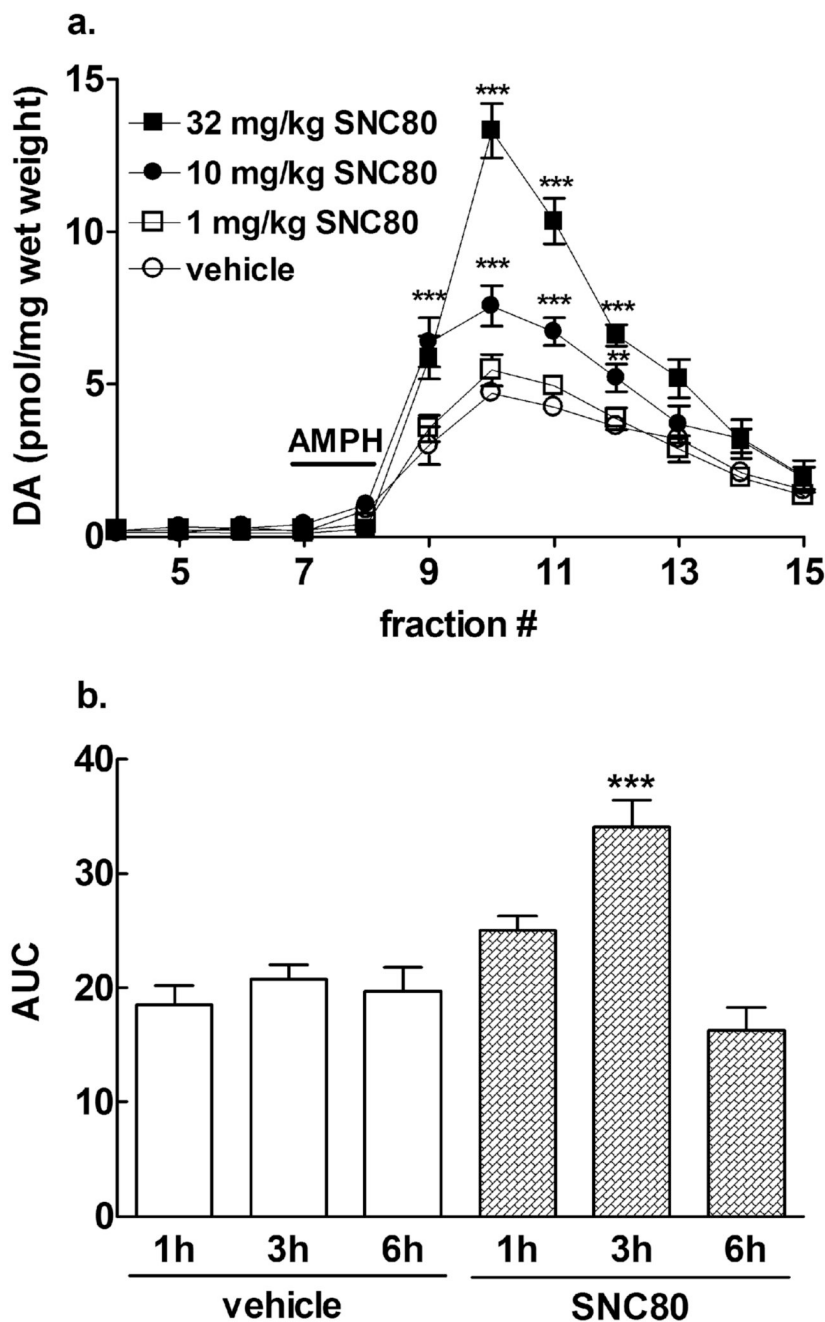 a.
15
***
32 mg/kg SNC80
10 mg/kg SNC80
***
1 mg/kg SNC80
10
vehicle
*** *** *** ***
**
5
AMPH
DA (pmol/mg wet weight)
0
5 7 9 11 13 15
fraction #
b.
40
***
30
AUC
20
10
0
1h 3h 6h 1h 3h 6h
vehicle SNC80